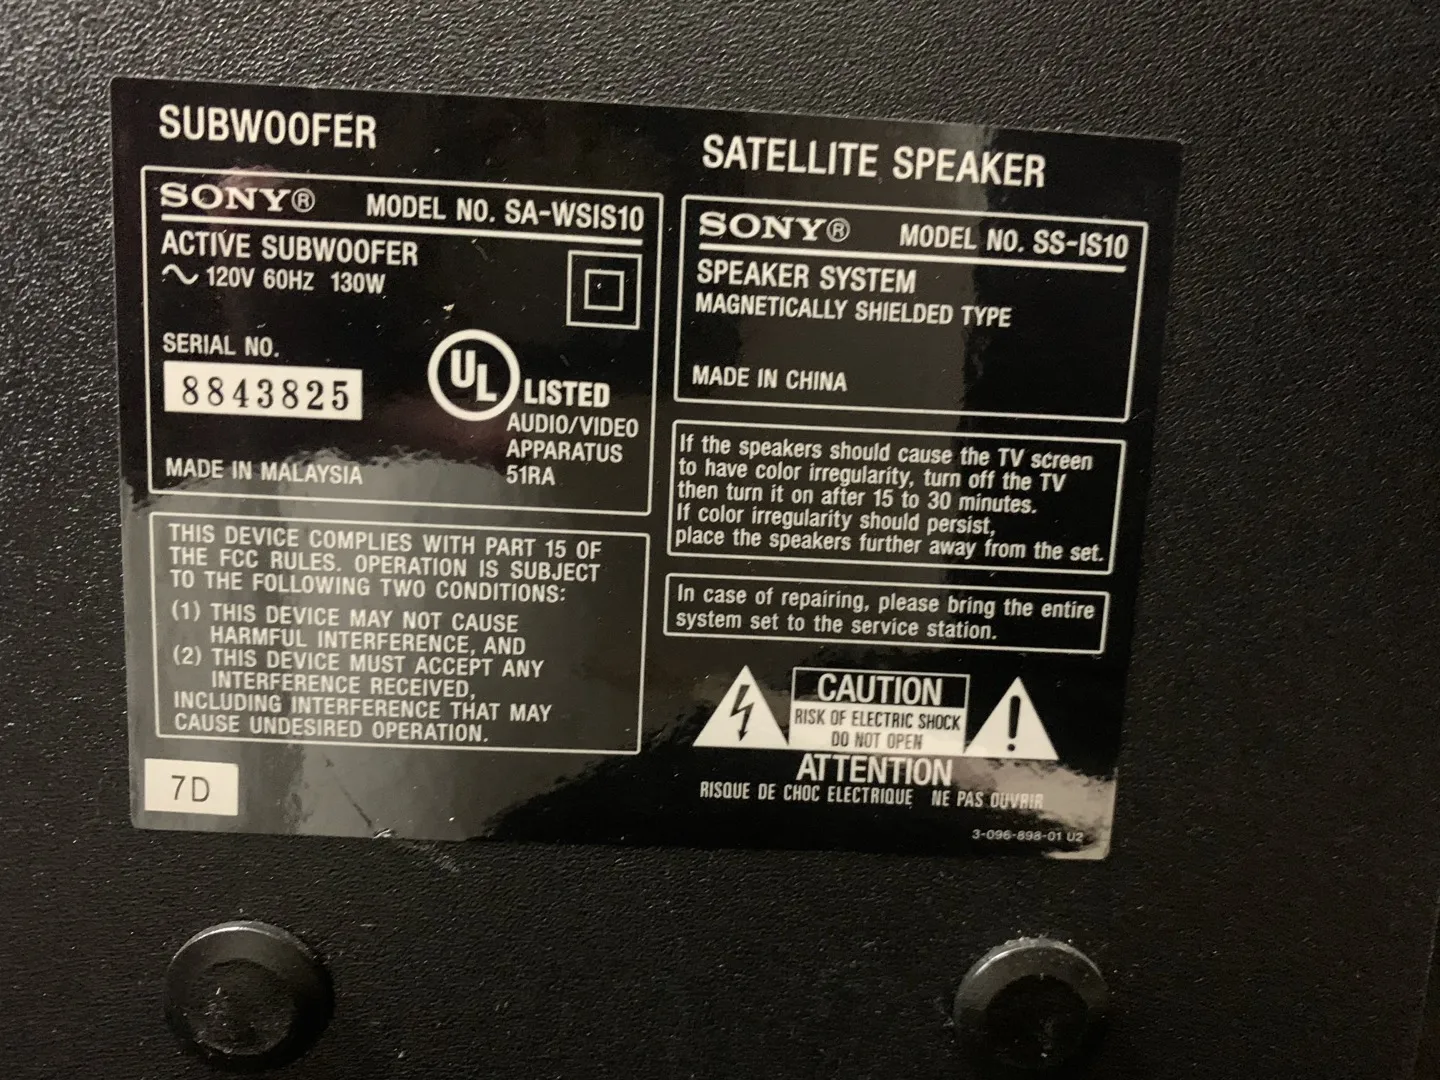 SUBWOOFER
SONY® MODEL NO. SA-WSIS10
ACTIVE SUBWOOFER
∼ 120V 60HZ 130W
SERIAL NO.
8843825
UL LISTED
AUDIO/VIDEO
APPARATUS
51RA
MADE IN MALAYSIA
THIS DEVICE COMPLIES WITH PART 15 OF
THE FCC RULES. OPERATION IS SUBJECT
TO THE FOLLOWING TWO CONDITIONS:
(1) THIS DEVICE MAY NOT CAUSE
HARMFUL INTERFERENCE, AND
(2) THIS DEVICE MUST ACCEPT ANY
INTERFERENCE RECEIVED,
INCLUDING INTERFERENCE THAT MAY
CAUSE UNDESIRED OPERATION.
7D
SATELLITE SPEAKER
SONY® MODEL NO. SS-IS10
SPEAKER SYSTEM
MAGNETICALLY SHIELDED TYPE
MADE IN CHINA
If the speakers should cause the TV screen
to have color irregularity, turn off the TV
then turn it on after 15 to 30 minutes.
If color irregularity should persist,
place the speakers further away from the set.
In case of repairing, please bring the entire
system set to the service station.
CAUTION
RISK OF ELECTRIC SHOCK
DO NOT OPEN
ATTENTION
RISQUE DE CHOC ELECTRIQUE NE PAS OUVRIR
3-096-898-01 U2